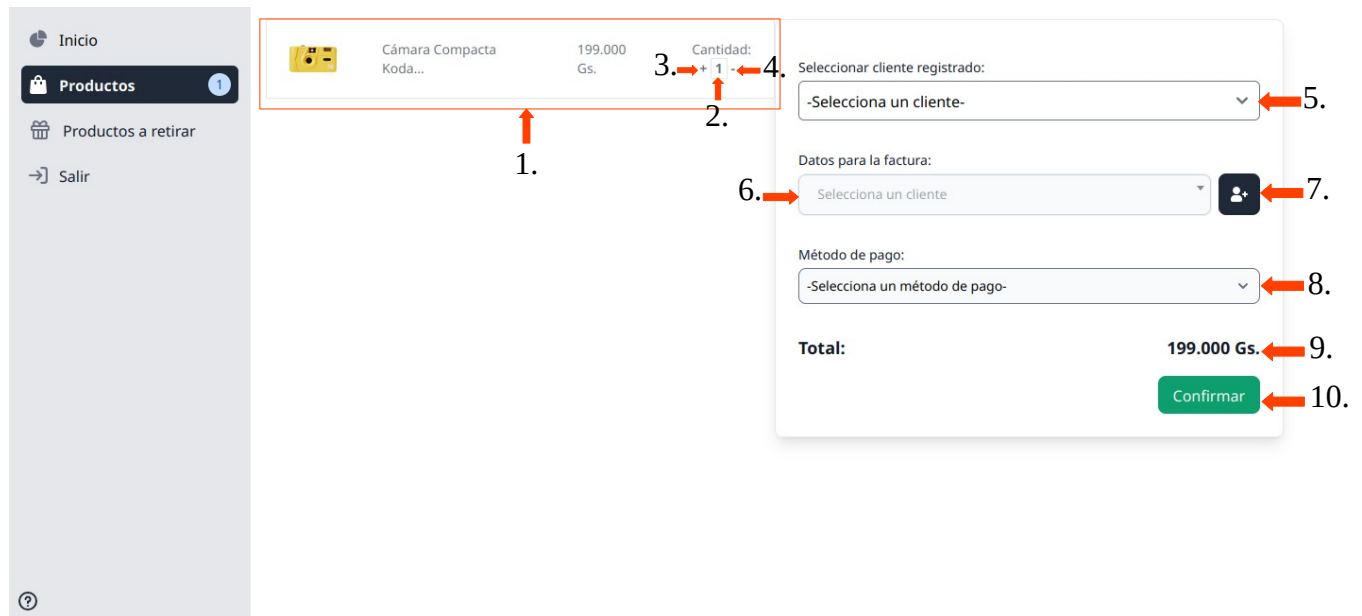 Inicio
Productos 1
Productos a retirar
Salir
Cámara Compacta
Koda...
199.000
Gs.
Cantidad:
3. + 1 - 4.
2.
1.
Seleccionar cliente registrado:
-Selecciona un cliente- 5.
Datos para la factura:
6. Selecciona un cliente 7.
Método de pago:
-Selecciona un método de pago- 8.
Total: 199.000 Gs. 9.
Confirmar 10.
?